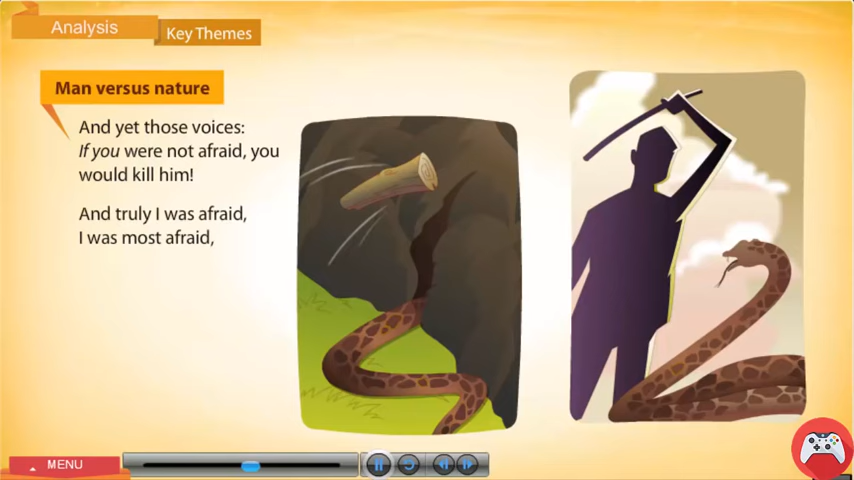 Analysis
Key Themes
Man versus nature
And yet those voices:
If you were not afraid, you
would kill him!
And truly I was afraid,
I was most afraid,
MENU